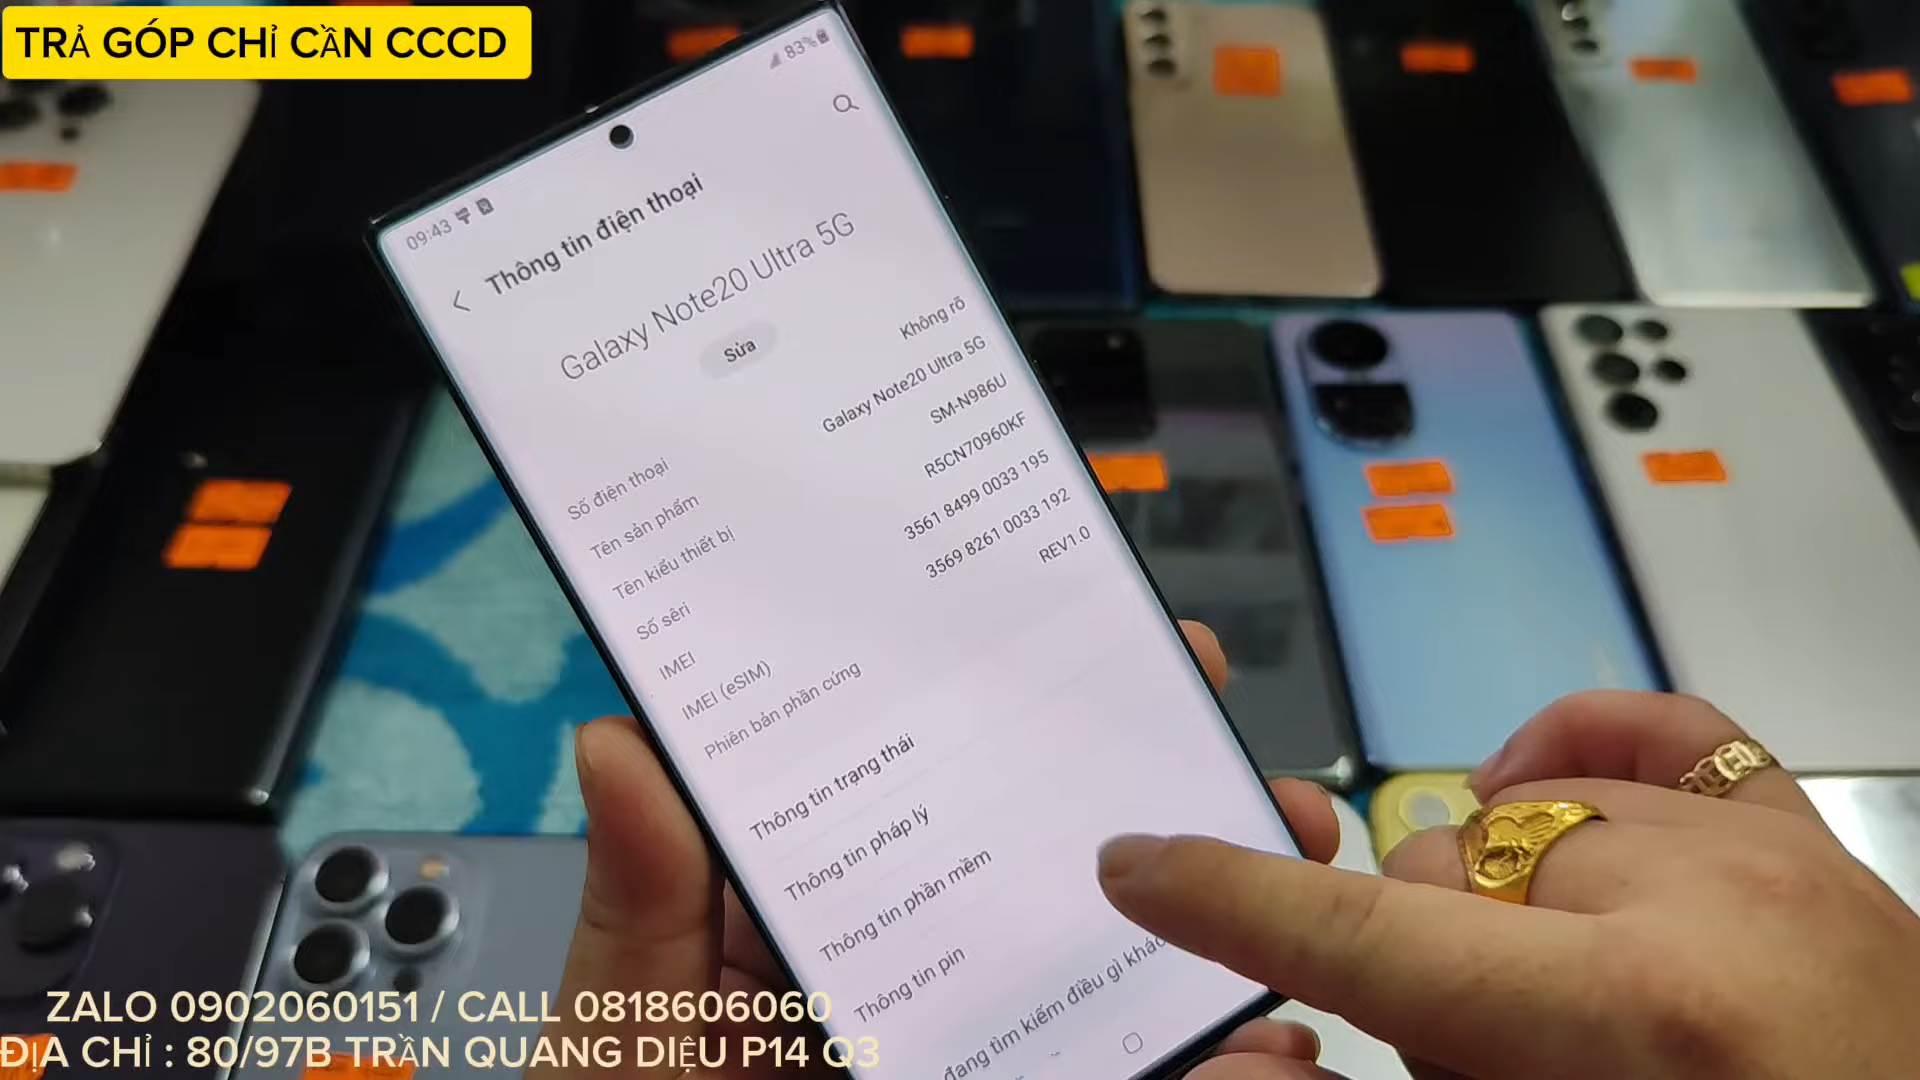 TRẢ GÓP CHỈ CẦN CCCD
09:43
83%
Thông tin điện thoại
Galaxy Note20 Ultra 5G
Sửa
Số điện thoại Không rõ
Tên sản phẩm Galaxy Note20 Ultra 5G
Tên kiểu thiết bị SM-N986U
Số sêri R5CN70960KF
IMEI 3561 8499 0033 195
IMEI (eSIM) 3569 8261 0033 192
Phiên bản phần cứng REV1.0
Thông tin trạng thái
Thông tin pháp lý
Thông tin phần mềm
Thông tin pin
đang tìm kiếm điều gì khác
ZALO 0902060151 / CALL 0818606060
ĐỊA CHỈ : 80/97B TRẦN QUANG DIỆU P14 Q3